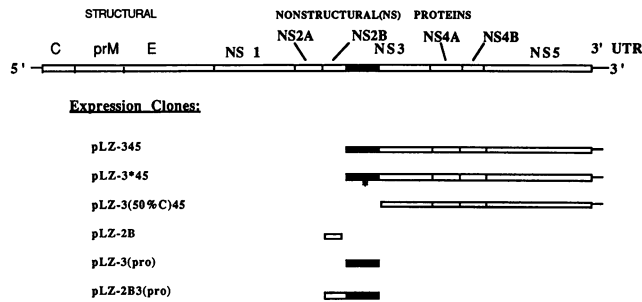 STRUCTURAL NONSTRUCTURAL(NS) PROTEINS
NS2A NS2B NS4A NS4B
C prM E NS 1 NS3 NS5 3' UTR
5' 3'
Expression Clones:
pLZ-345
pLZ-3*45
*
pLZ-3(50%C)45
pLZ-2B
pLZ-3(pro)
pLZ-2B3(pro)